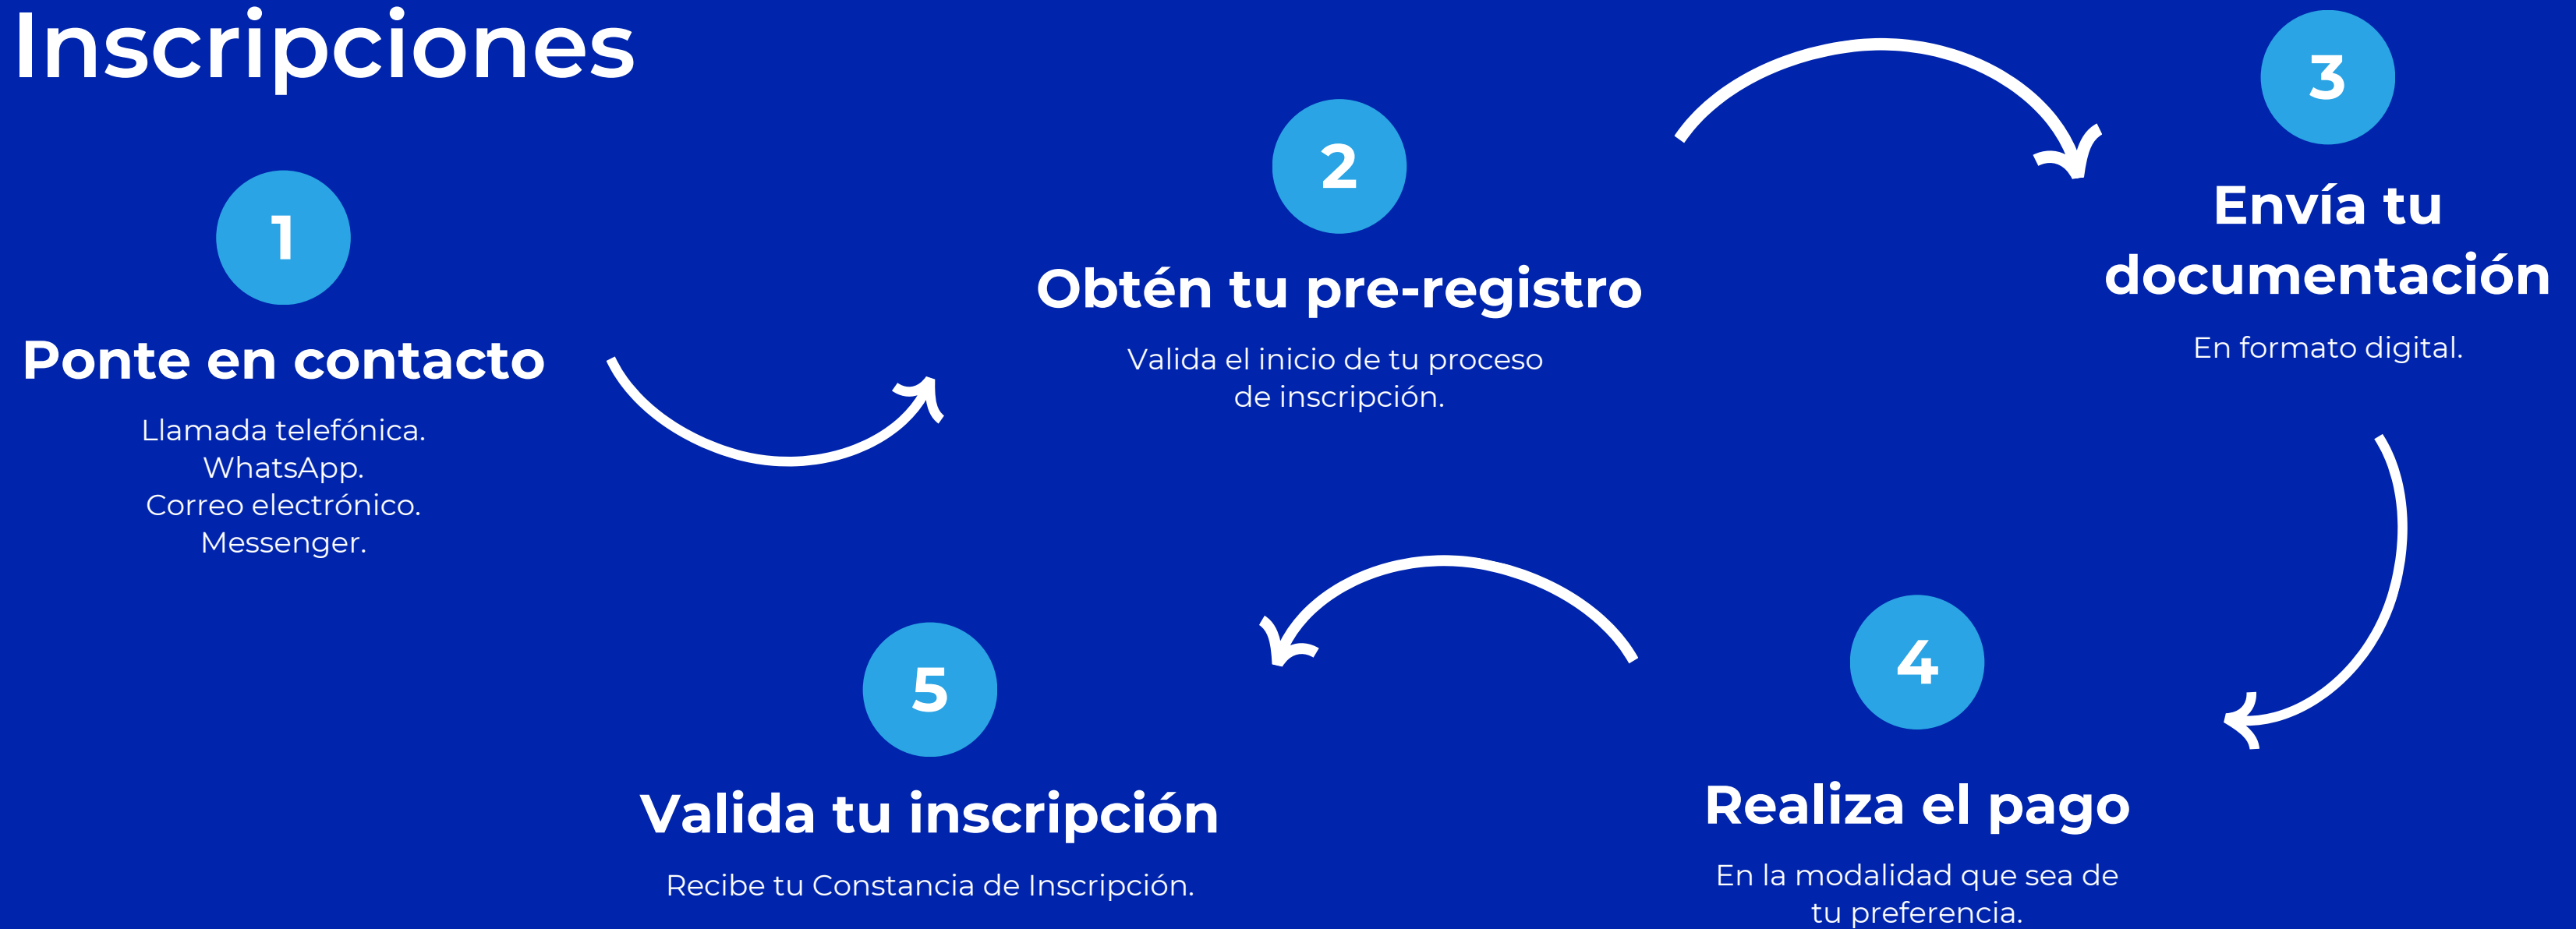 Inscripciones
1
Ponte en contacto
Llamada telefónica.
WhatsApp.
Correo electrónico.
Messenger.
2
Obtén tu pre-registro
Valida el inicio de tu proceso
de inscripción.
3
Envía tu
documentación
En formato digital.
4
Realiza el pago
En la modalidad que sea de
tu preferencia.
5
Valida tu inscripción
Recibe tu Constancia de Inscripción.